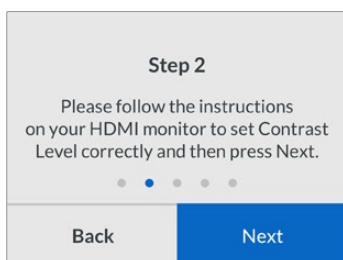 Step 2
Please follow the instructions
on your HDMI monitor to set Contrast
Level correctly and then press Next.
Back
Next